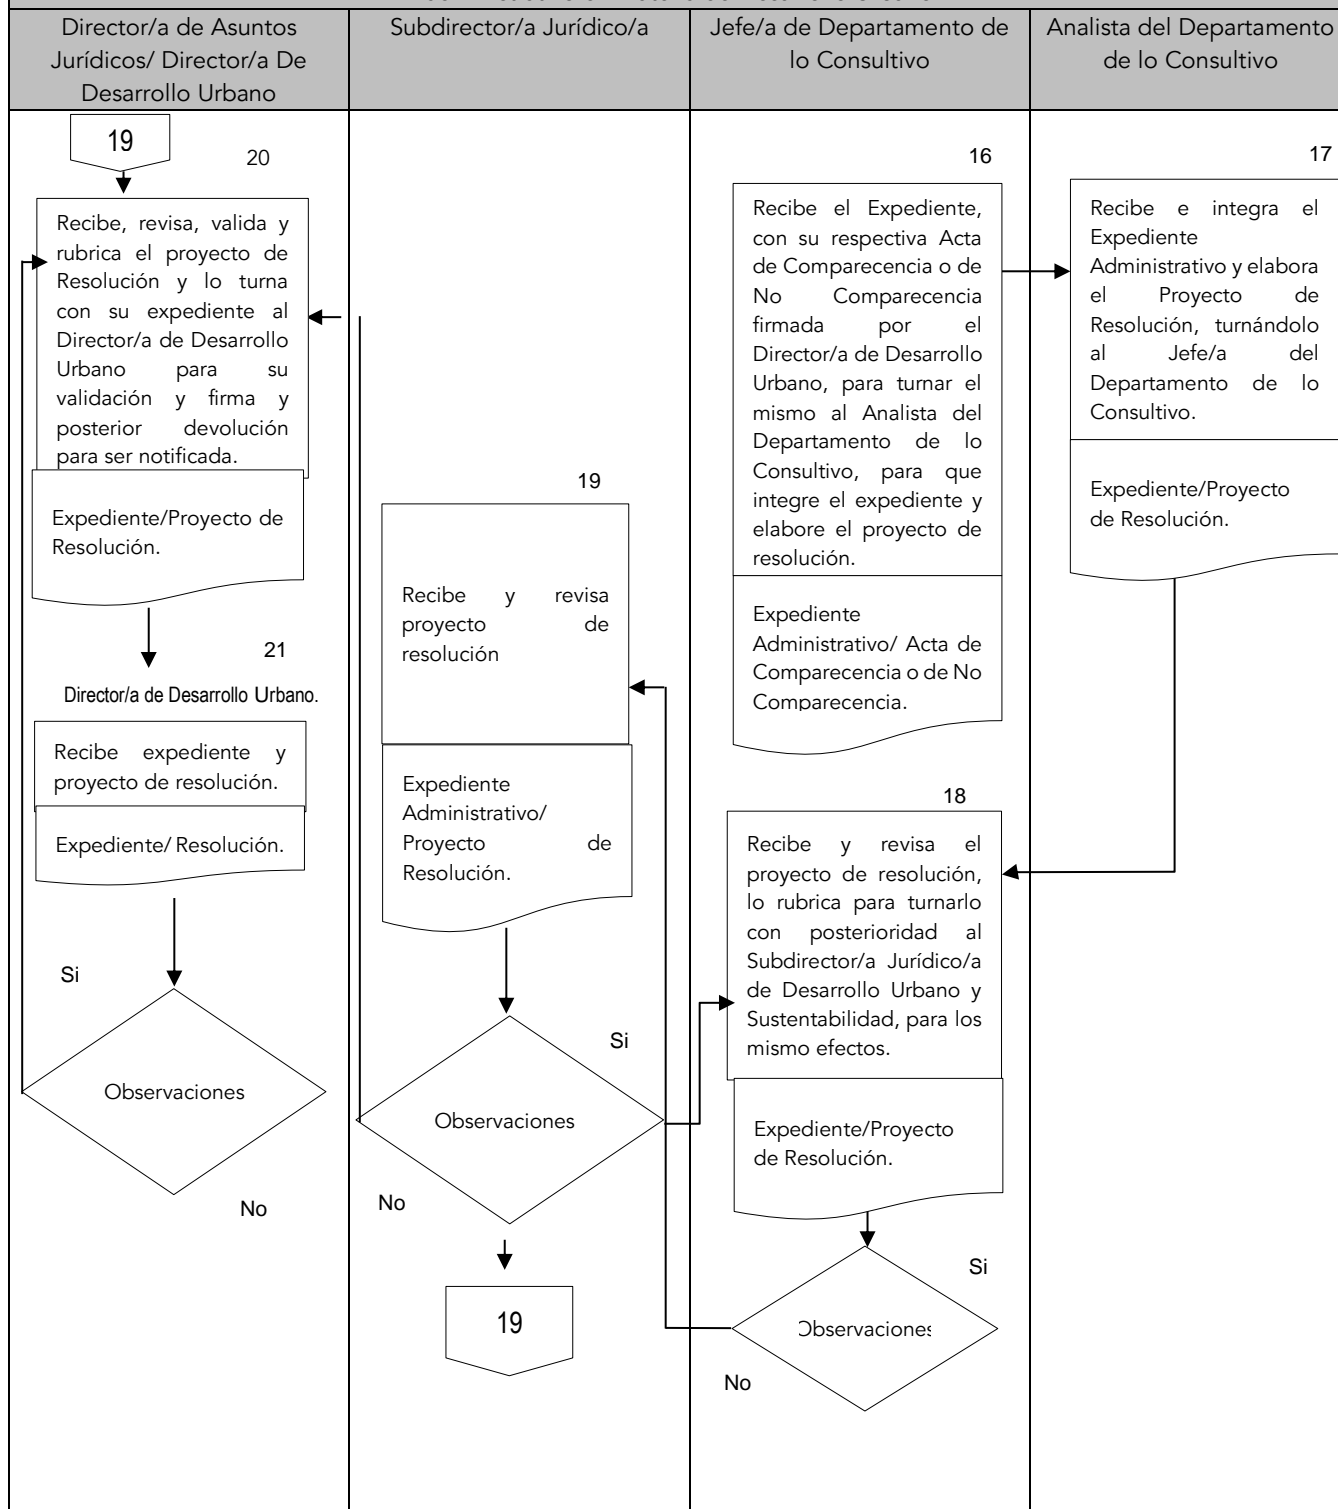 Director/a de Asuntos
Jurídicos/ Director/a De
Desarrollo Urbano
Subdirector/a Jurídico/a
Jefe/a de Departamento de
lo Consultivo
Analista del Departamento
de lo Consultivo
19
20
Recibe, revisa, valida y
rubrica el proyecto de
Resolución y lo turna
con su expediente al
Director/a de Desarrollo
Urbano para su
validación y firma y
posterior devolución
para ser notificada.
Expediente/Proyecto de
Resolución.
21
Director/a de Desarrollo Urbano.
Recibe expediente y
proyecto de resolución.
Expediente/ Resolución.
Si
Observaciones
No
19
Recibe y revisa
proyecto de
resolución
Expediente
Administrativo/
Proyecto de
Resolución.
Si
Observaciones
No
19
16
Recibe el Expediente,
con su respectiva Acta
de Comparecencia o de
No Comparecencia
firmada por el
Director/a de Desarrollo
Urbano, para turnar el
mismo al Analista del
Departamento de lo
Consultivo, para que
integre el expediente y
elabore el proyecto de
resolución.
Expediente
Administrativo/ Acta de
Comparecencia o de No
Comparecencia.
18
Recibe y revisa el
proyecto de resolución,
lo rubrica para turnarlo
con posterioridad al
Subdirector/a Jurídico/a
de Desarrollo Urbano y
Sustentabilidad, para los
mismo efectos.
Expediente/Proyecto
de Resolución.
Si
Observaciones
No
17
Recibe e integra el
Expediente
Administrativo y elabora
el Proyecto de
Resolución, turnándolo
al Jefe/a del
Departamento de lo
Consultivo.
Expediente/Proyecto
de Resolución.